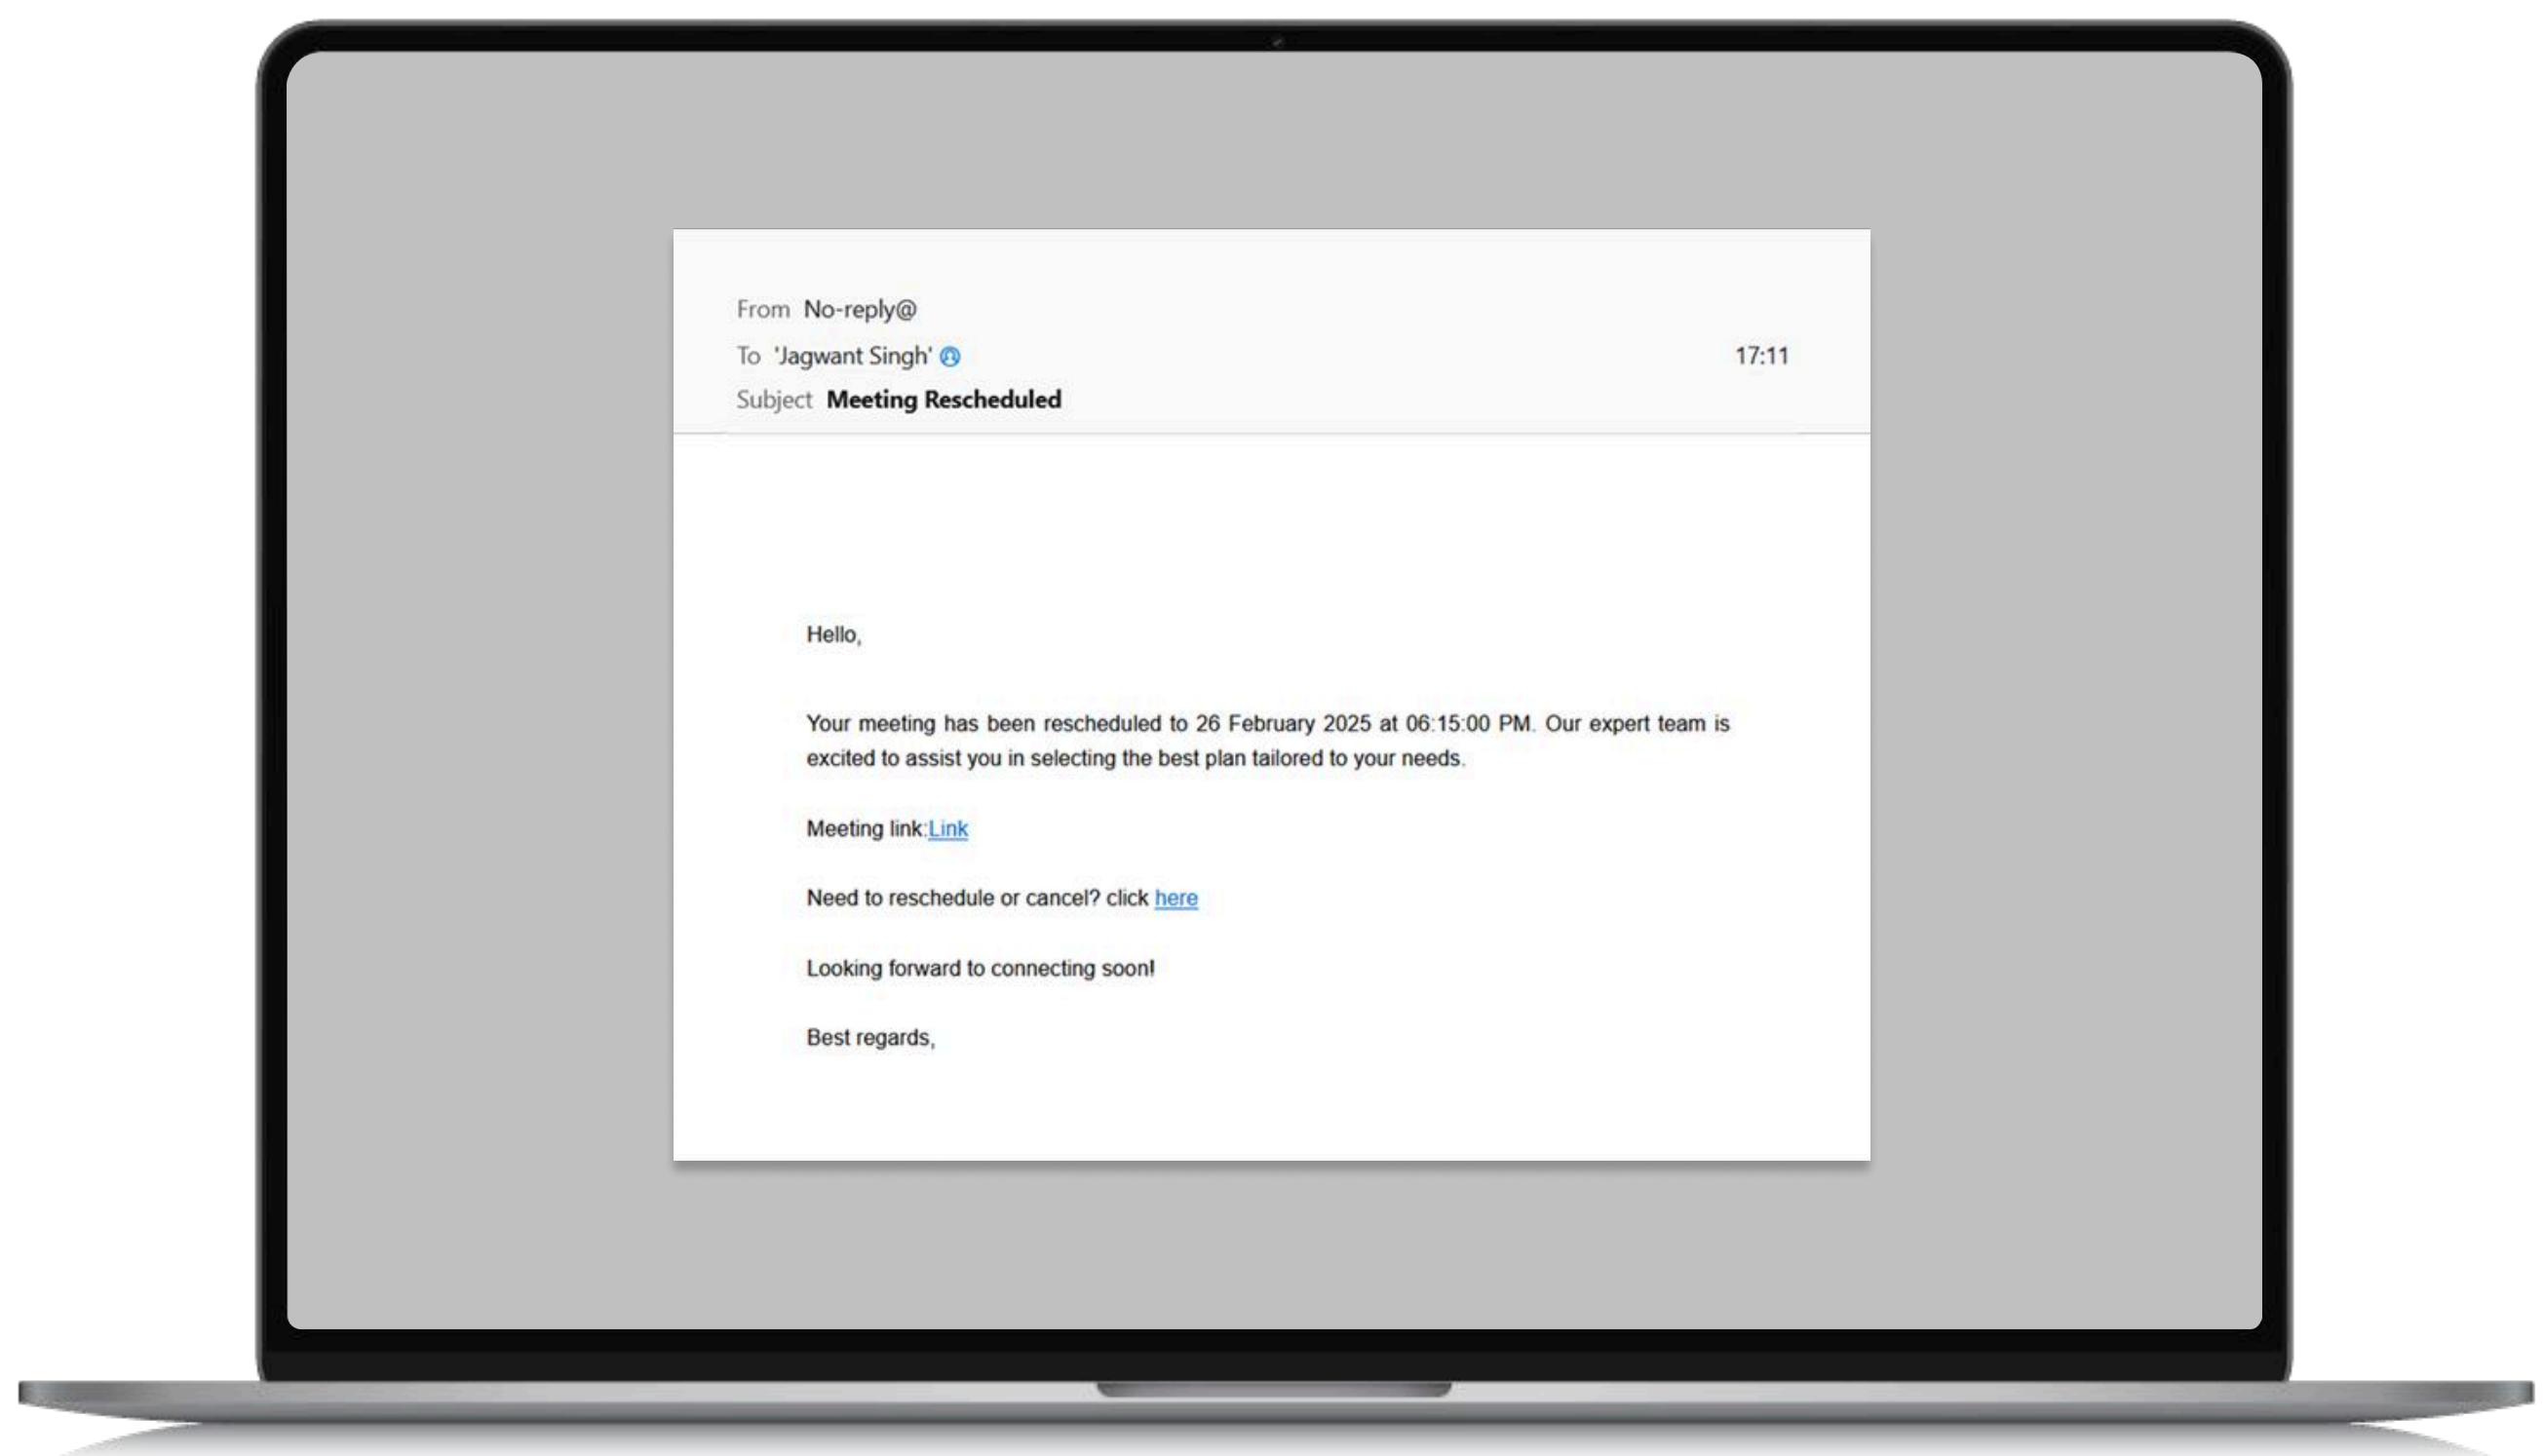 From No-reply@
To 'Jagwant Singh'
17:11
Subject Meeting Rescheduled
Hello,
Your meeting has been rescheduled to 26 February 2025 at 06:15:00 PM. Our expert team is
excited to assist you in selecting the best plan tailored to your needs.
Meeting link:Link
Need to reschedule or cancel? click here
Looking forward to connecting soon!
Best regards,